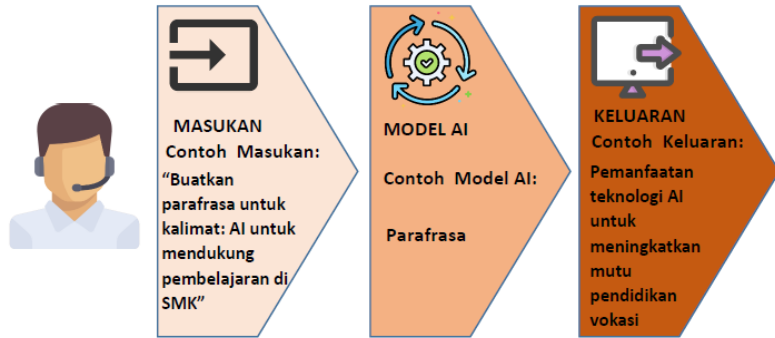 MASUKAN
Contoh Masukan:
“Buatkan
parafrasa untuk
kalimat: AI untuk
mendukung
pembelajaran di
SMK”
MODEL AI
Contoh Model AI:
Parafrasa
KELUARAN
Contoh Keluaran:
Pemanfaatan
teknologi AI
untuk
meningkatkan
mutu
pendidikan
vokasi